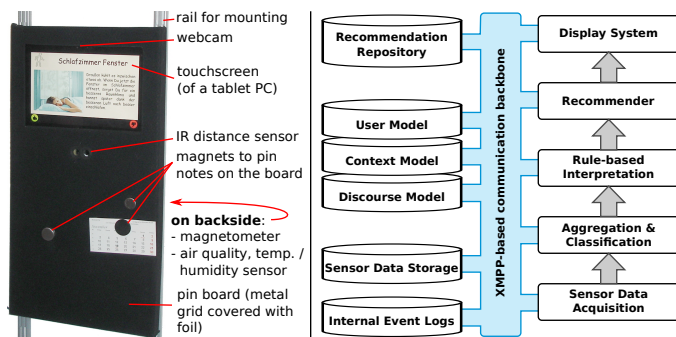 rail for mounting
webcam
Schlafzimmer Fenster
touchscreen
(of a tablet PC)
IR distance sensor
magnets to pin
notes on the board
on backside:
- magnetometer
- air quality, temp. /
humidity sensor
pin board (metal
grid covered with
foil)
Recommendation
Repository
User Model
Context Model
Discourse Model
Sensor Data Storage
Internal Event Logs
XMPP-based communication backbone
Display System
Recommender
Rule-based
Interpretation
Aggregation &
Classification
Sensor Data
Acquisition